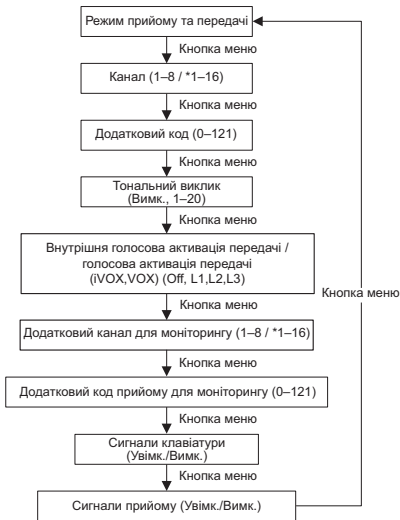 Режим прийому та передачі
Кнопка меню
Канал (1–8 / *1–16)
Кнопка меню
Додатковий код (0–121)
Кнопка меню
Тональний виклик
(Вимк., 1–20)
Кнопка меню
Внутрішня голосова активація передачі /
голосова активація передачі
(iVOX,VOX) (Off, L1,L2,L3)
Кнопка меню
Кнопка меню
Додатковий канал для моніторингу (1–8 / *1–16)
Кнопка меню
Додатковий код прийому для моніторингу (0–121)
Кнопка меню
Сигнали клавіатури
(Увімк./Вимк.)
Кнопка меню
Сигнали прийому (Увімк./Вимк.)